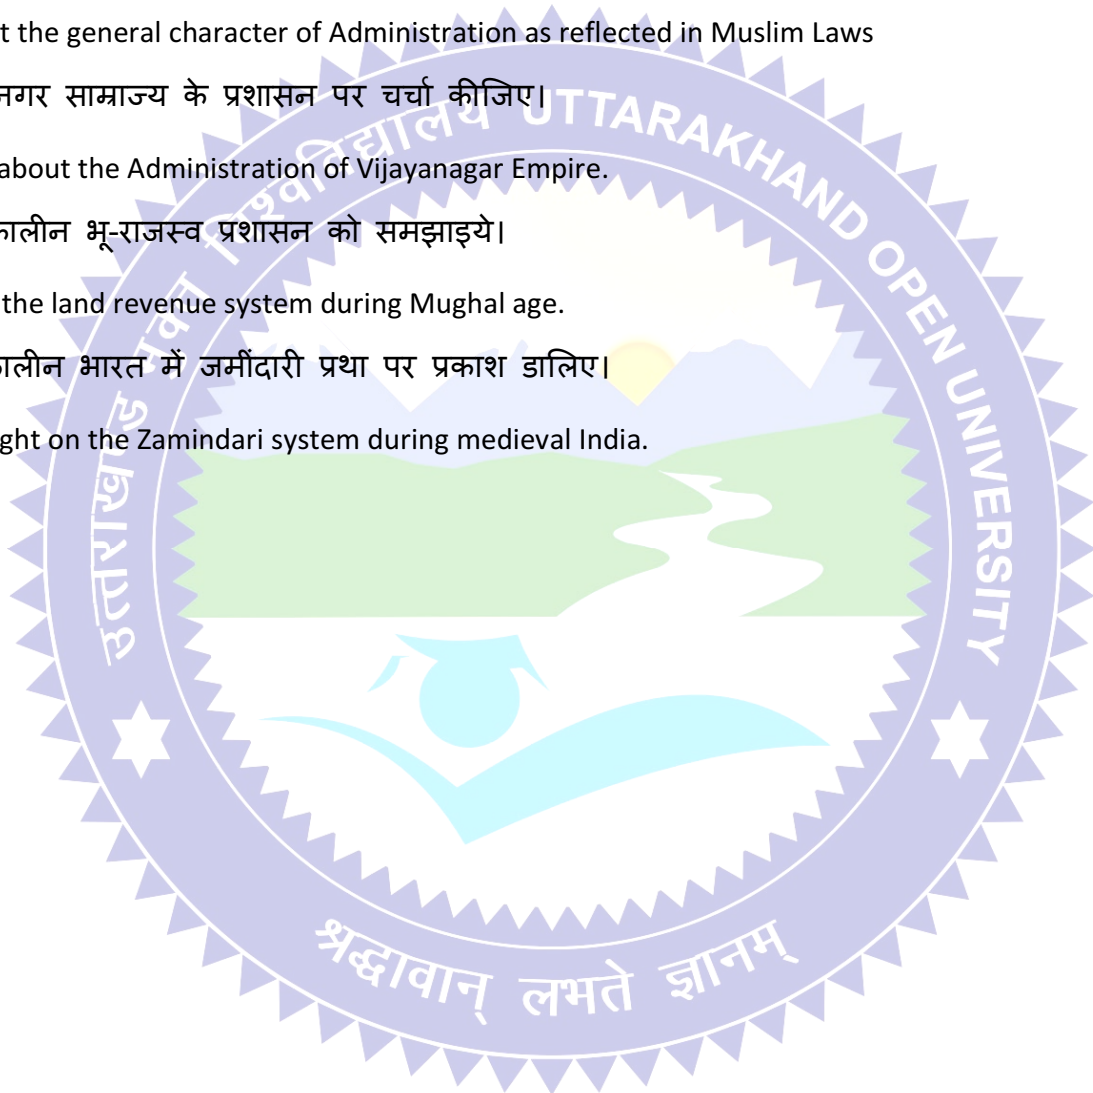 t the general character of Administration as reflected in Muslim Laws
नगर साम्राज्य के प्रशासन पर चर्चा कीजिए।
about the Administration of Vijayanagar Empire.
कालीन भू-राजस्व प्रशासन को समझाइये।
the land revenue system during Mughal age.
कालीन भारत में जमींदारी प्रथा पर प्रकाश डालिए।
ght on the Zamindari system during medieval India.
उत्तराखण्ड मुक्त विश्वविद्यालय UTTARAKHAND OPEN UNIVERSITY
श्रद्धावान् लभते ज्ञानम्